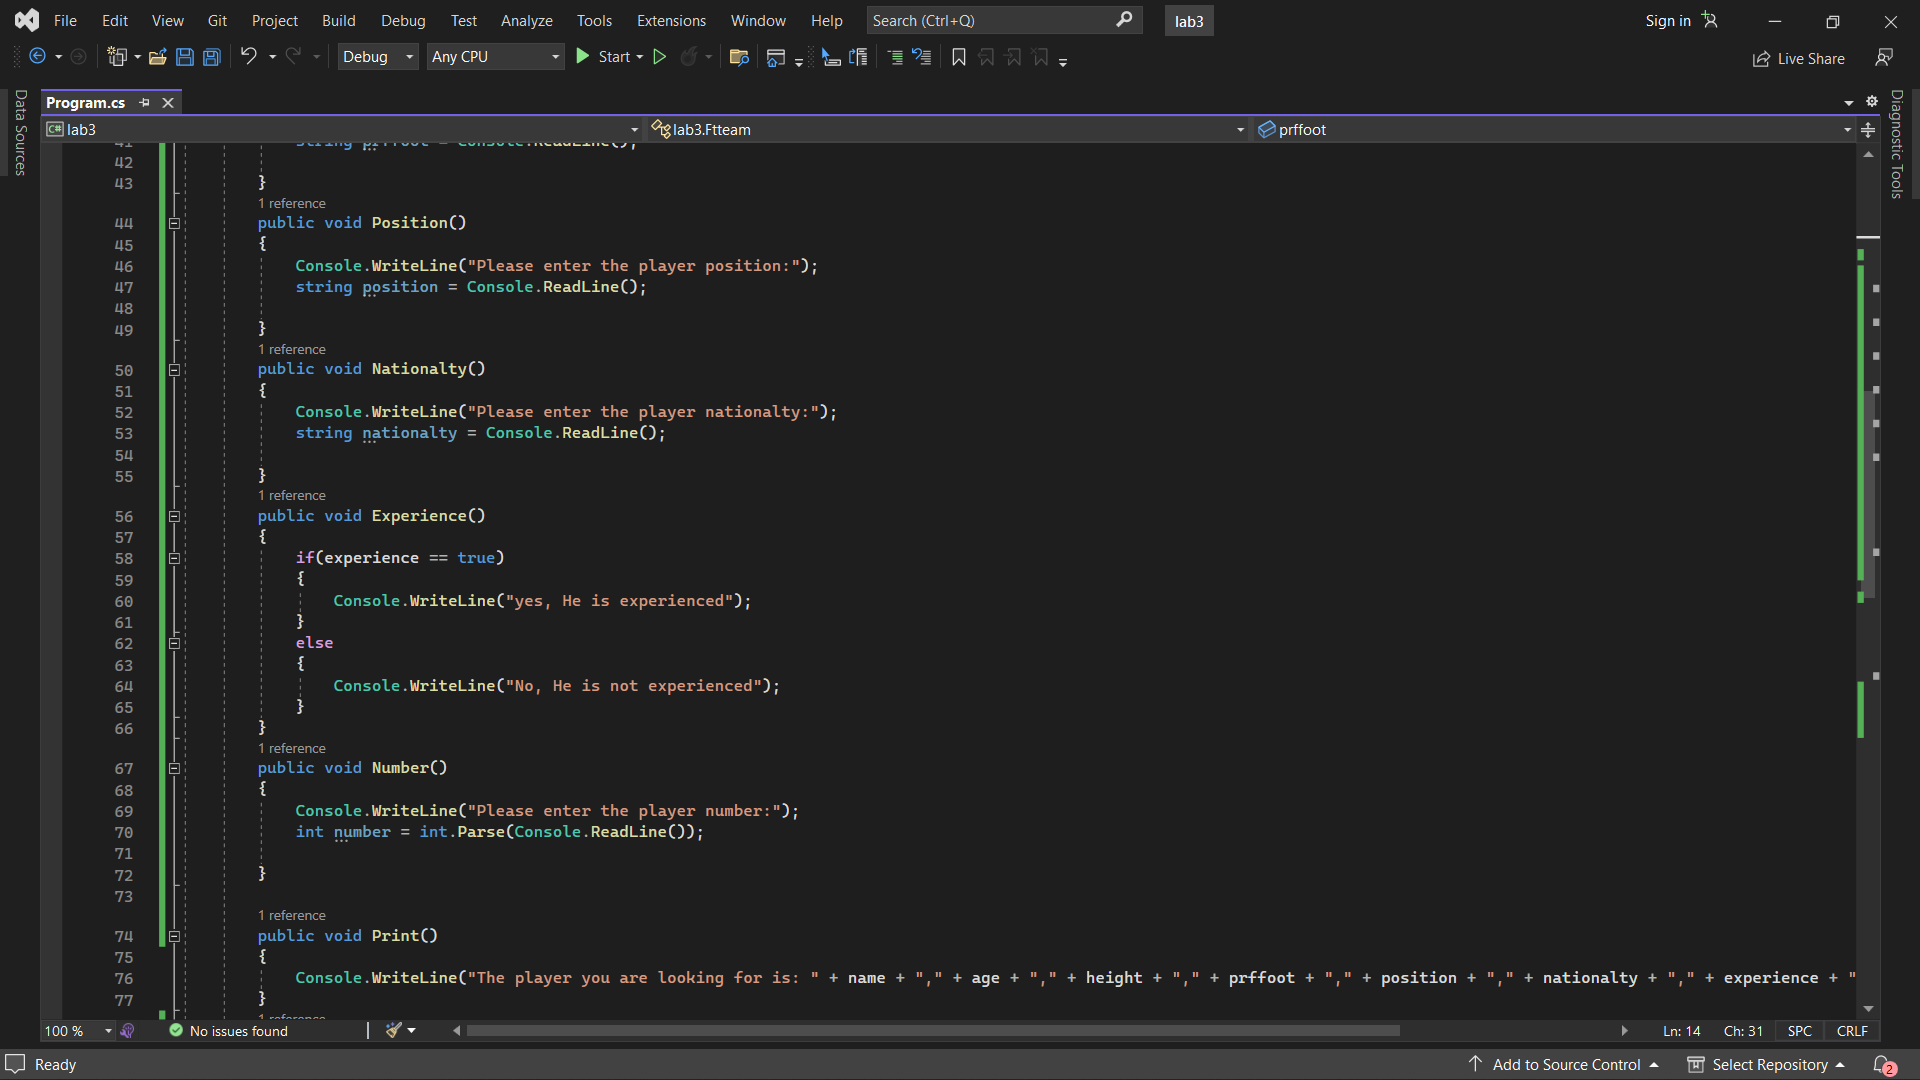 File Edit View Git Project Build Debug Test Analyze Tools Extensions Window Help Search (Ctrl+Q) lab3 Sign in
Debug Any CPU Start Live Share
Data Sources
Program.cs
Diagnostic Tools
C# lab3 lab3.Ftteam prffoot
41 string prffoot = Console.ReadLine();
42
43 }
1 reference
44 public void Position()
45 {
46 Console.WriteLine("Please enter the player position:");
47 string position = Console.ReadLine();
48
49 }
1 reference
50 public void Nationalty()
51 {
52 Console.WriteLine("Please enter the player nationalty:");
53 string nationalty = Console.ReadLine();
54
55 }
1 reference
56 public void Experience()
57 {
58 if(experience == true)
59 {
60 Console.WriteLine("yes, He is experienced");
61 }
62 else
63 {
64 Console.WriteLine("No, He is not experienced");
65 }
66 }
1 reference
67 public void Number()
68 {
69 Console.WriteLine("Please enter the player number:");
70 int number = int.Parse(Console.ReadLine());
71
72 }
73
1 reference
74 public void Print()
75 {
76 Console.WriteLine("The player you are looking for is: " + name + "," + age + "," + height + "," + prffoot + "," + position + "," + nationalty + "," + experience + "
77 }
1 reference
100 % No issues found Ln: 14 Ch: 31 SPC CRLF
Ready Add to Source Control Select Repository 2